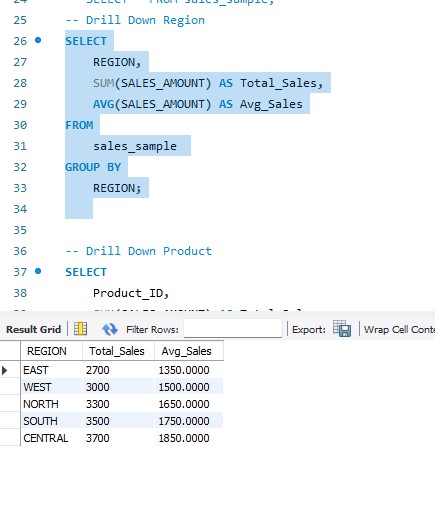 24 SELECT * FROM sales_sample;
25 -- Drill Down Region
26 SELECT
27 REGION,
28 SUM(SALES_AMOUNT) AS Total_Sales,
29 AVG(SALES_AMOUNT) AS Avg_Sales
30 FROM
31 sales_sample
32 GROUP BY
33 REGION;
34
35
36 -- Drill Down Product
37 SELECT
38 Product_ID,
Result Grid Filter Rows: Export: Wrap Cell Conte
REGION Total_Sales Avg_Sales
EAST 2700 1350.0000
WEST 3000 1500.0000
NORTH 3300 1650.0000
SOUTH 3500 1750.0000
CENTRAL 3700 1850.0000